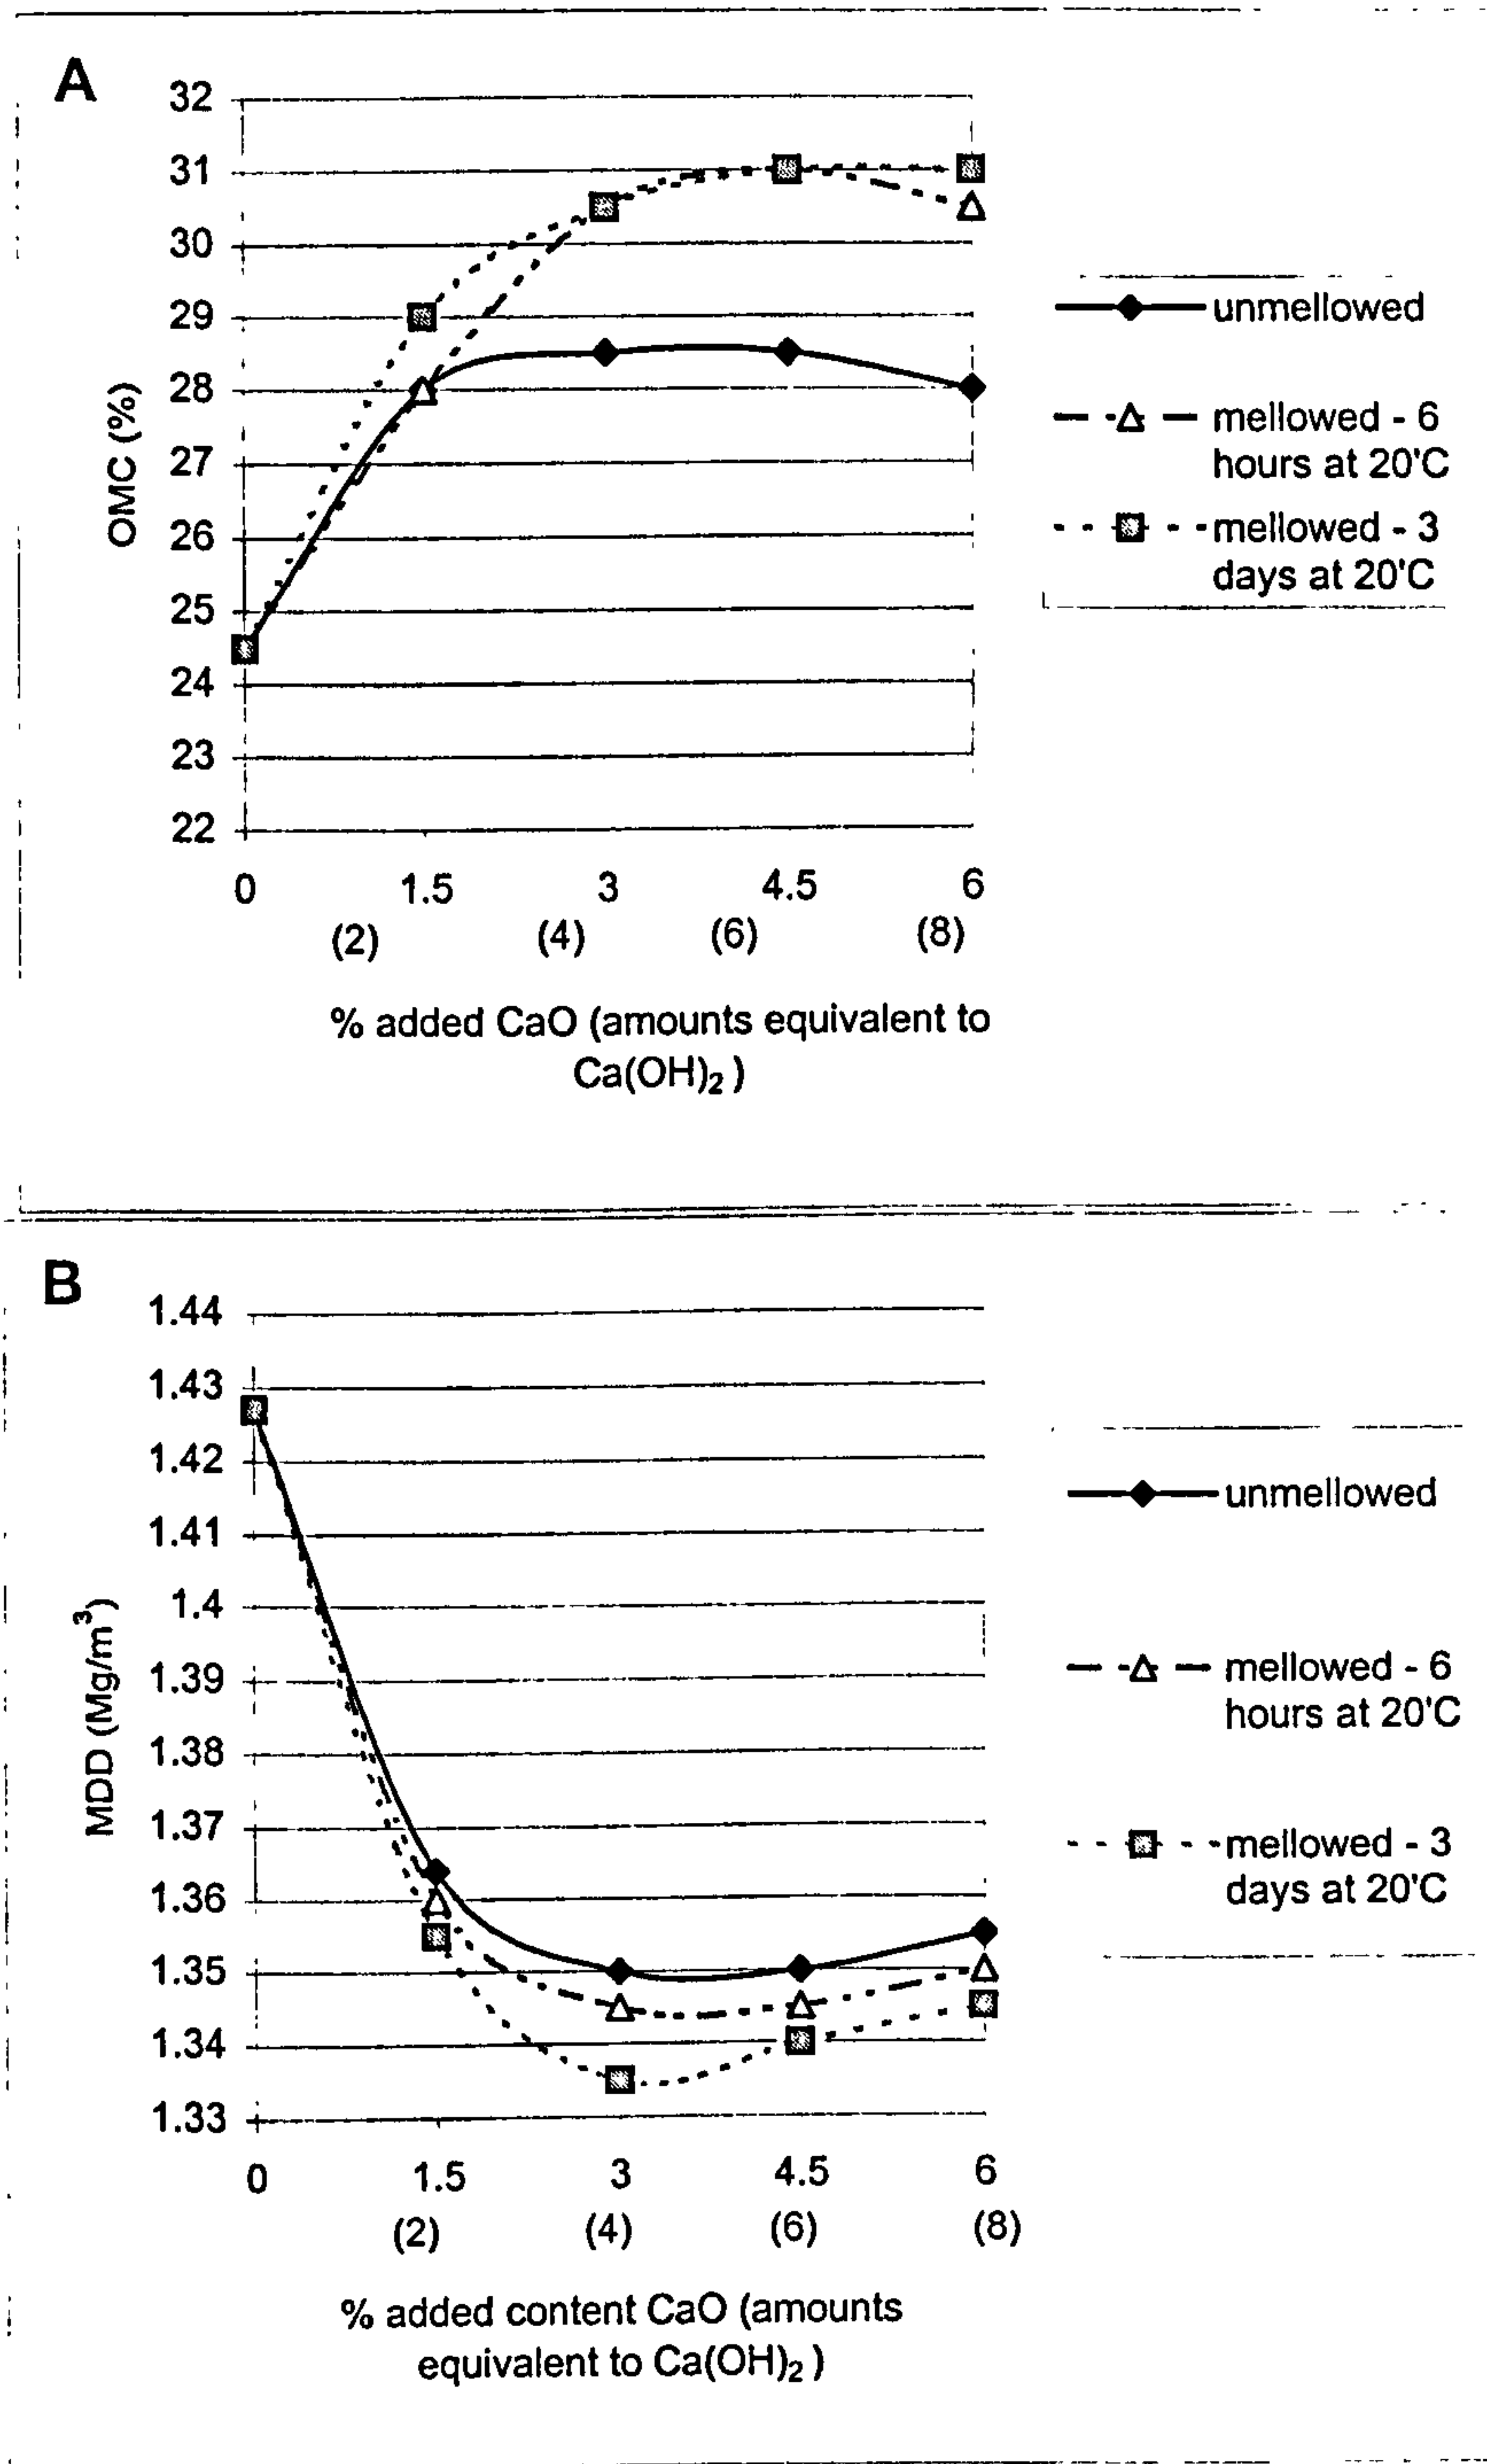 A
32
31
30
29
28
27
26
25
24
23
22
OMC (%)
0 1.5 3 4.5 6
(2) (4) (6) (8)
% added CaO (amounts equivalent to
Ca(OH)₂ )
unmellowed
mellowed - 6
hours at 20'C
mellowed - 3
days at 20'C
B
1.44
1.43
1.42
1.41
1.4
1.39
1.38
1.37
1.36
1.35
1.34
1.33
MDD (Mg/m³)
0 1.5 3 4.5 6
(2) (4) (6) (8)
% added content CaO (amounts
equivalent to Ca(OH)₂ )
unmellowed
mellowed - 6
hours at 20'C
mellowed - 3
days at 20'C